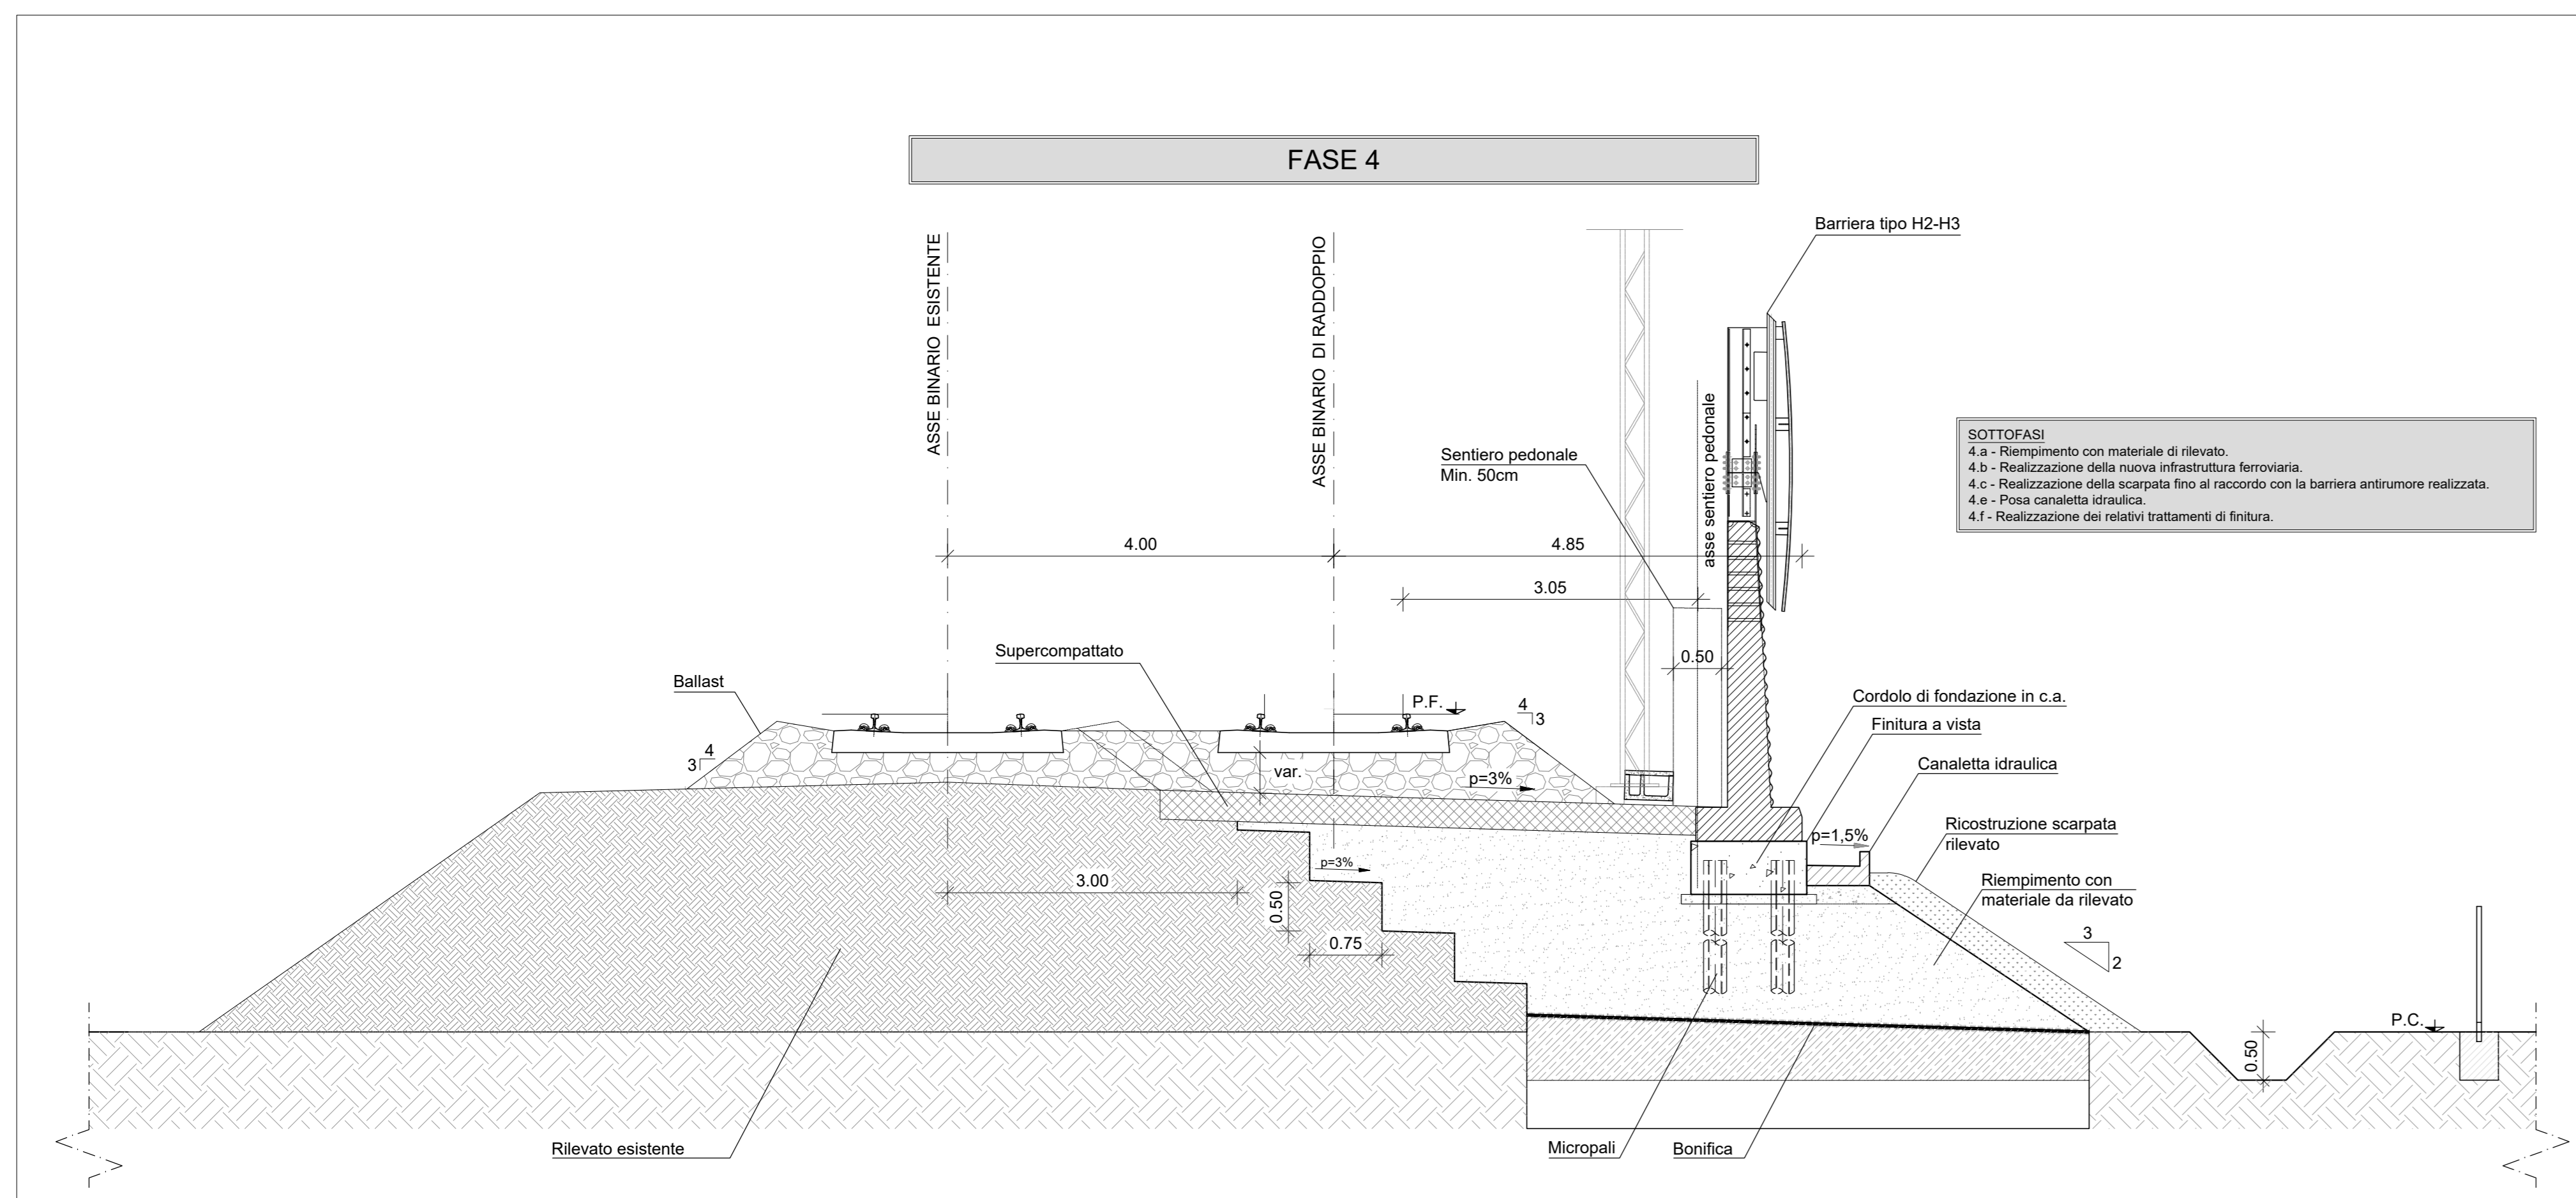 FASE 4
Barriera tipo H2-H3
ASSE BINARIO ESISTENTE
ASSE BINARIO DI RADDOPPIO
asse sentiero pedonale
SOTTOFASI
4.a - Riempimento con materiale di rilevato.
4.b - Realizzazione della nuova infrastruttura ferroviaria.
4.c - Realizzazione della scarpata fino al raccordo con la barriera antirumore realizzata.
4.e - Posa canaletta idraulica.
4.f - Realizzazione dei relativi trattamenti di finitura.
Sentiero pedonale
Min. 50cm
4.00
4.85
3.05
0.50
Supercompattato
Ballast
P.F.
4
3
4
3
var.
p=3%
Cordolo di fondazione in c.a.
Finitura a vista
Canaletta idraulica
p=1,5%
Ricostruzione scarpata
rilevato
Riempimento con
materiale da rilevato
p=3%
3.00
0.50
0.75
3
2
P.C.
0.50
Rilevato esistente
Micropali
Bonifica